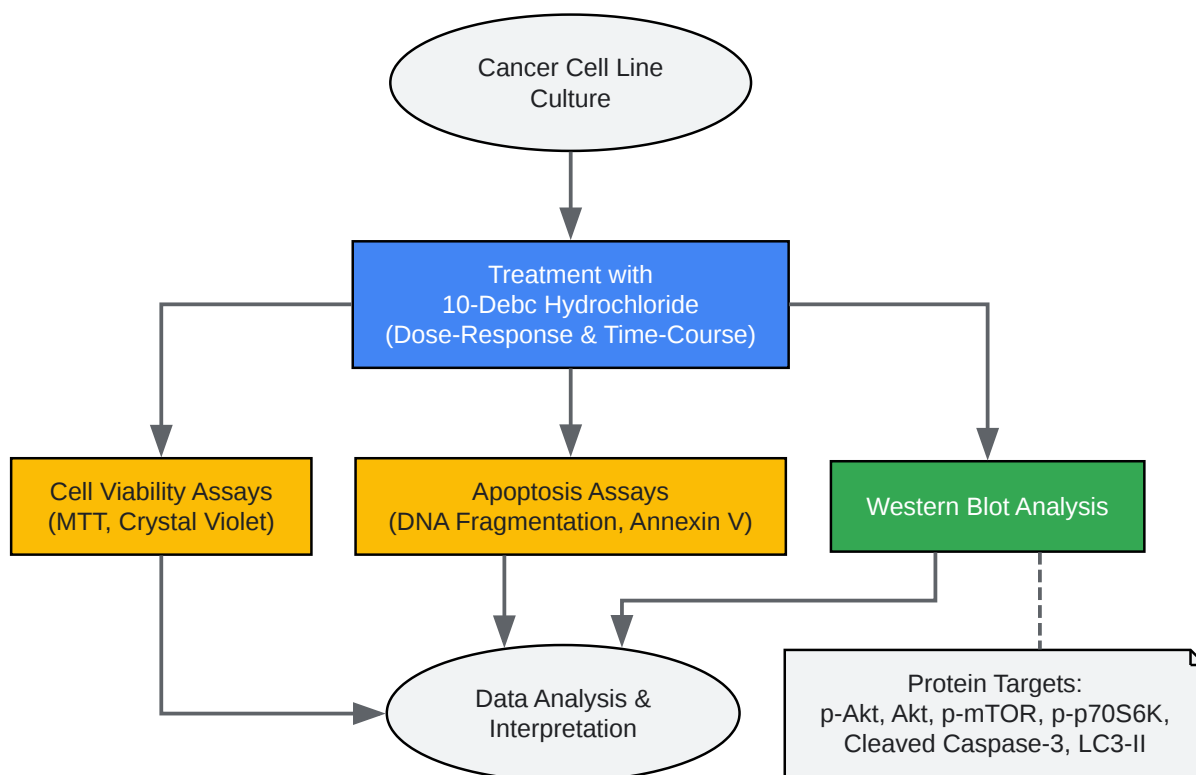 Cancer Cell Line
Culture
Treatment with
10-Debc Hydrochloride
(Dose-Response & Time-Course)
Cell Viability Assays
(MTT, Crystal Violet)
Apoptosis Assays
(DNA Fragmentation, Annexin V)
Western Blot Analysis
Data Analysis &
Interpretation
Protein Targets:
p-Akt, Akt, p-mTOR, p-p70S6K,
Cleaved Caspase-3, LC3-II